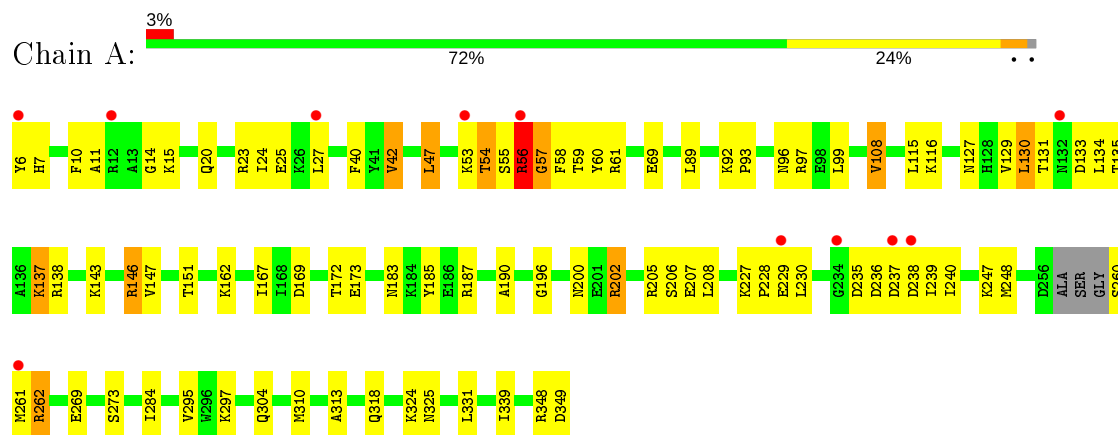 3%
Chain A:
72% 24% • •
Y6 H7 F10 A11 R12 A13 G14 K15 Q20 R23 I24 E25 K26 L27 F40 Y41 V42 L47 K53 T54 S55 R56 G57 F58 T59 Y60 R61 E69 L89 K92 P93 N96 R97 E98 L99 V108 L115 K116 N127 H128 V129 L130 T131 N132 D133 L134 T135
A136 K137 R138 K143 R146 V147 T151 K162 I167 I168 D169 T172 E173 N183 K184 Y185 E186 R187 A190 G196 N200 E201 R202 R205 S206 E207 L208 K227 P228 E229 L230 G234 D235 D236 D237 D238 I239 I240 K247 M248 D256 ALA SER GLY S260
M261 R262 E269 S273 I284 V295 W296 K297 Q304 M310 A313 Q318 K324 N325 L331 I339 R348 D349